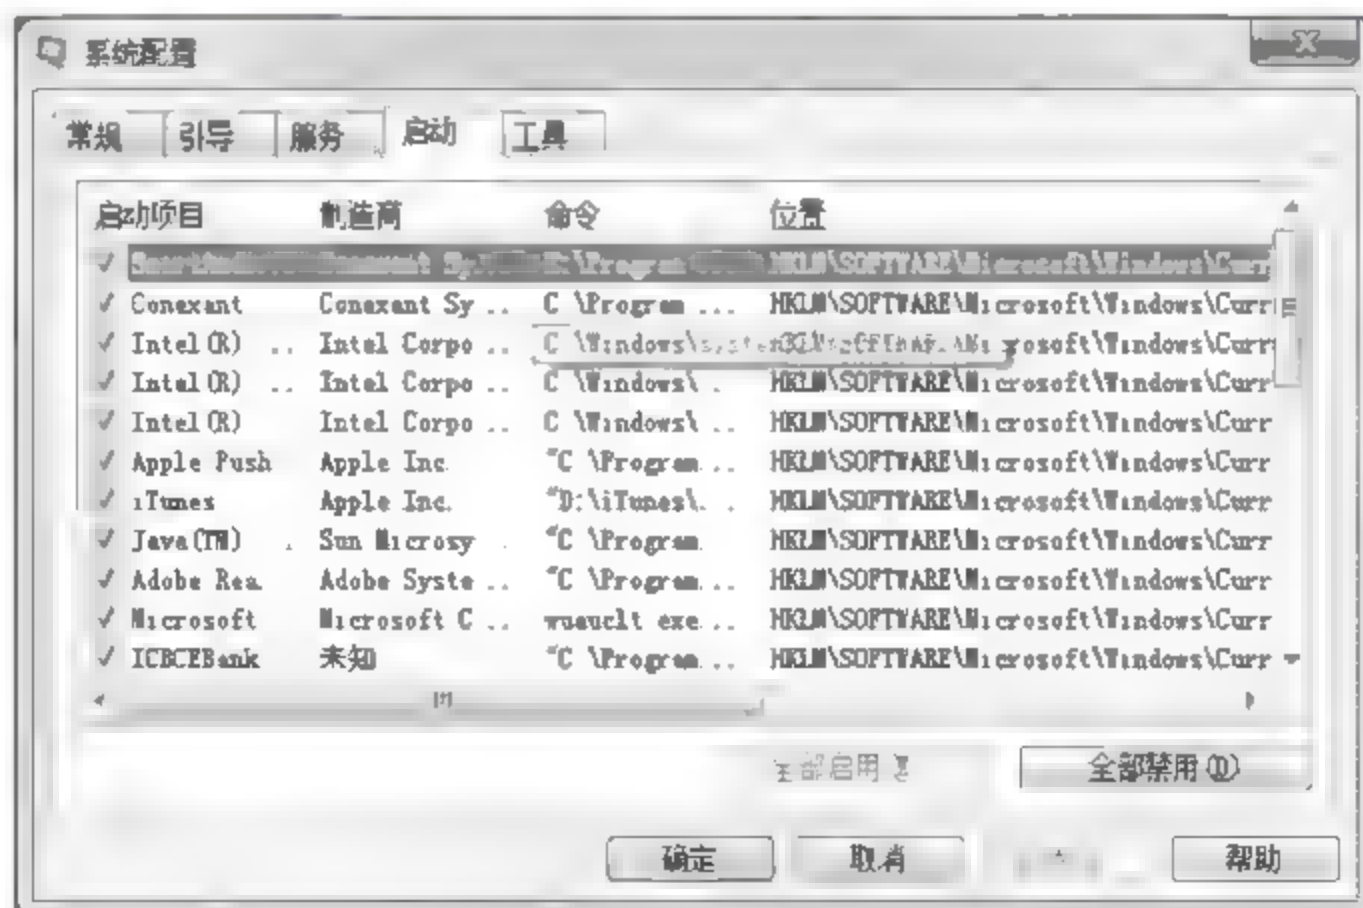 系统配置
常规 引导 服务 启动 工具
启动项目 制造商 命令 位置
Conexant Conexant Sy .. C \Program ... HKLM\SOFTWARE\Microsoft\Windows\Curr
Intel(R) .. Intel Corpo .. C \Windows\ rosoft\Windows\Curr
Intel(R) .. Intel Corpo .. C \Windows\ . HKLM\SOFTWARE\Microsoft\Windows\Curr
Intel(R) Intel Corpo .. C \Windows\ ... HKLM\SOFTWARE\Microsoft\Windows\Curr
Apple Push Apple Inc. "C \Program ... HKLM\SOFTWARE\Microsoft\Windows\Curr
iTunes Apple Inc. "D:\iTunes\. . HKLM\SOFTWARE\Microsoft\Windows\Curr
Java(TM) . Sun Microsy . "C \Program HKLM\SOFTWARE\Microsoft\Windows\Curr
Adobe Rea. Adobe Syste .. "C \Program ... HKLM\SOFTWARE\Microsoft\Windows\Curr
Microsoft Microsoft C .. wuauclt exe .. HKLM\SOFTWARE\Microsoft\Windows\Curr
ICBCEBank 未知 "C \Program ... HKLM\SOFTWARE\Microsoft\Windows\Curr
全部启用 全部禁用(D)
确定 取消 帮助